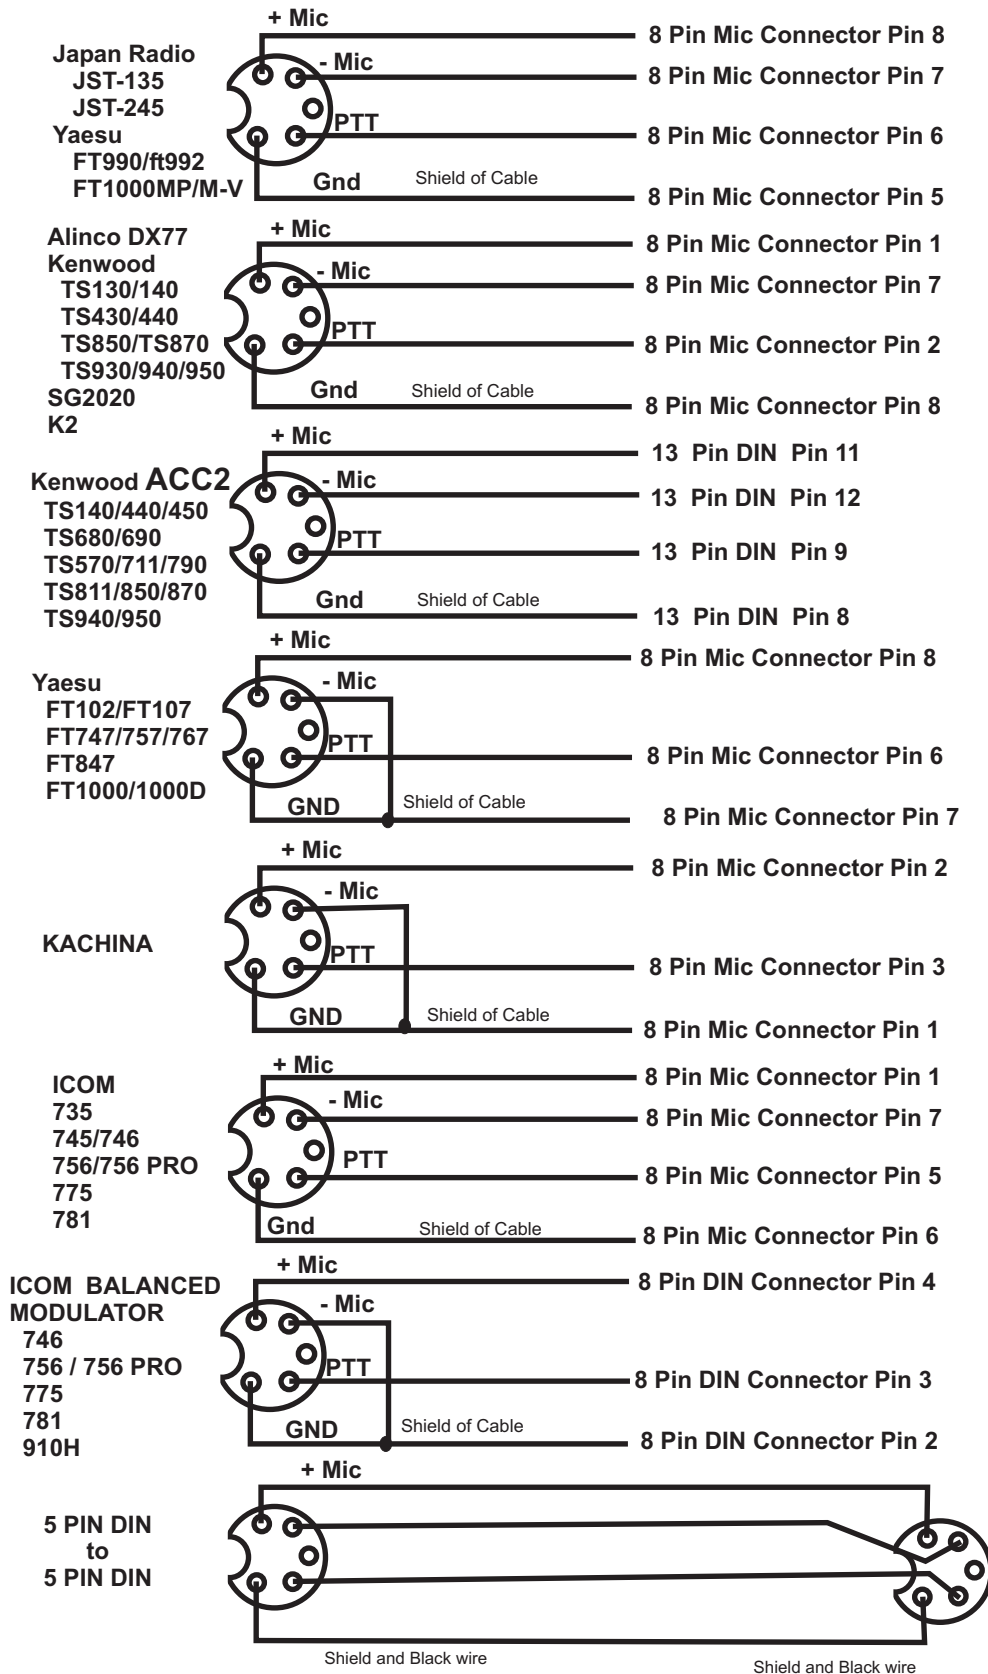 + Mic
8 Pin Mic Connector Pin 8
Japan Radio
JST-135
JST-245
Yaesu
FT990/ft992
FT1000MP/M-V
- Mic
8 Pin Mic Connector Pin 7
PTT
8 Pin Mic Connector Pin 6
Gnd
Shield of Cable
8 Pin Mic Connector Pin 5
Alinco DX77
Kenwood
TS130/140
TS430/440
TS850/TS870
TS930/940/950
SG2020
K2
+ Mic
8 Pin Mic Connector Pin 1
- Mic
8 Pin Mic Connector Pin 7
PTT
8 Pin Mic Connector Pin 2
Gnd
Shield of Cable
8 Pin Mic Connector Pin 8
Kenwood ACC2
TS140/440/450
TS680/690
TS570/711/790
TS811/850/870
TS940/950
+ Mic
13 Pin DIN Pin 11
- Mic
13 Pin DIN Pin 12
PTT
13 Pin DIN Pin 9
Gnd
Shield of Cable
13 Pin DIN Pin 8
Yaesu
FT102/FT107
FT747/757/767
FT847
FT1000/1000D
+ Mic
8 Pin Mic Connector Pin 8
- Mic
PTT
8 Pin Mic Connector Pin 6
GND
Shield of Cable
8 Pin Mic Connector Pin 7
KACHINA
+ Mic
8 Pin Mic Connector Pin 2
- Mic
PTT
8 Pin Mic Connector Pin 3
GND
Shield of Cable
8 Pin Mic Connector Pin 1
ICOM
735
745/746
756/756 PRO
775
781
+ Mic
8 Pin Mic Connector Pin 1
- Mic
8 Pin Mic Connector Pin 7
PTT
8 Pin Mic Connector Pin 5
Gnd
Shield of Cable
8 Pin Mic Connector Pin 6
ICOM BALANCED
MODULATOR
746
756 / 756 PRO
775
781
910H
+ Mic
8 Pin DIN Connector Pin 4
- Mic
PTT
8 Pin DIN Connector Pin 3
GND
Shield of Cable
8 Pin DIN Connector Pin 2
+ Mic
5 PIN DIN
to
5 PIN DIN
Shield and Black wire
Shield and Black wire